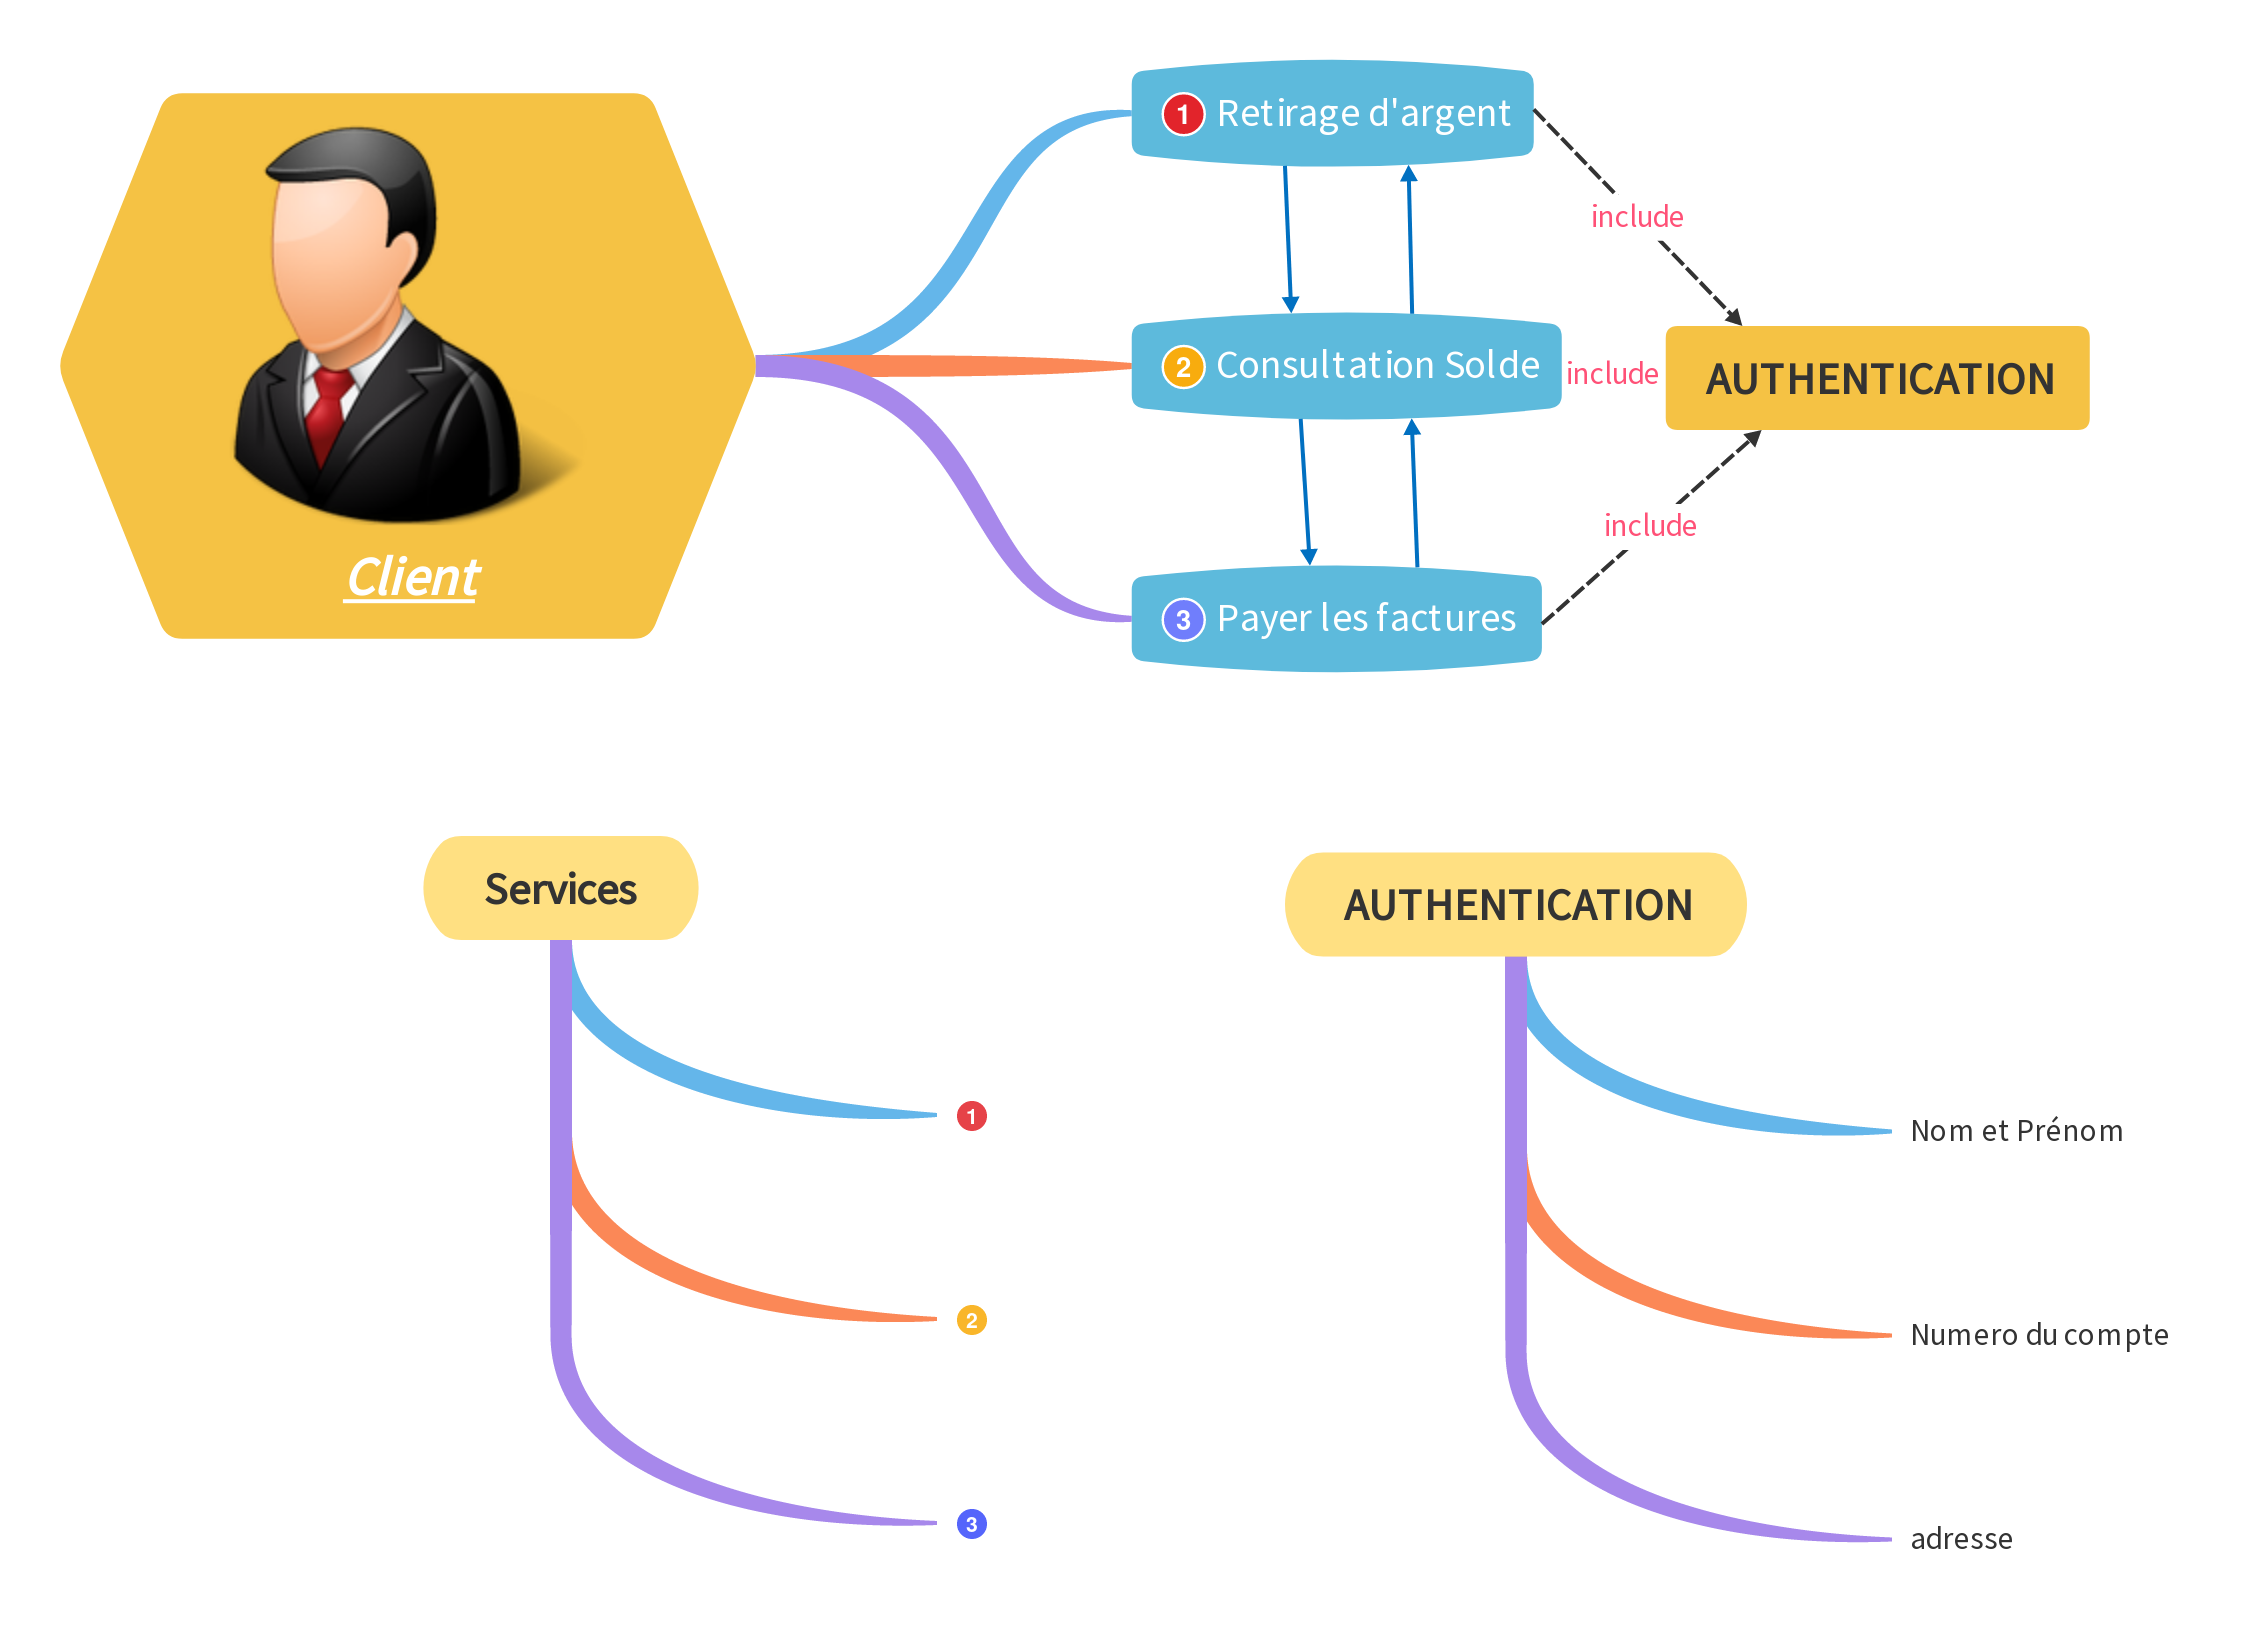 1 Retirage d'argent
include
2 Consultation Solde
include
AUTHENTICATION
include
Client
3 Payer les factures
Services
1
2
3
AUTHENTICATION
Nom et Prénom
Numero du compte
adresse